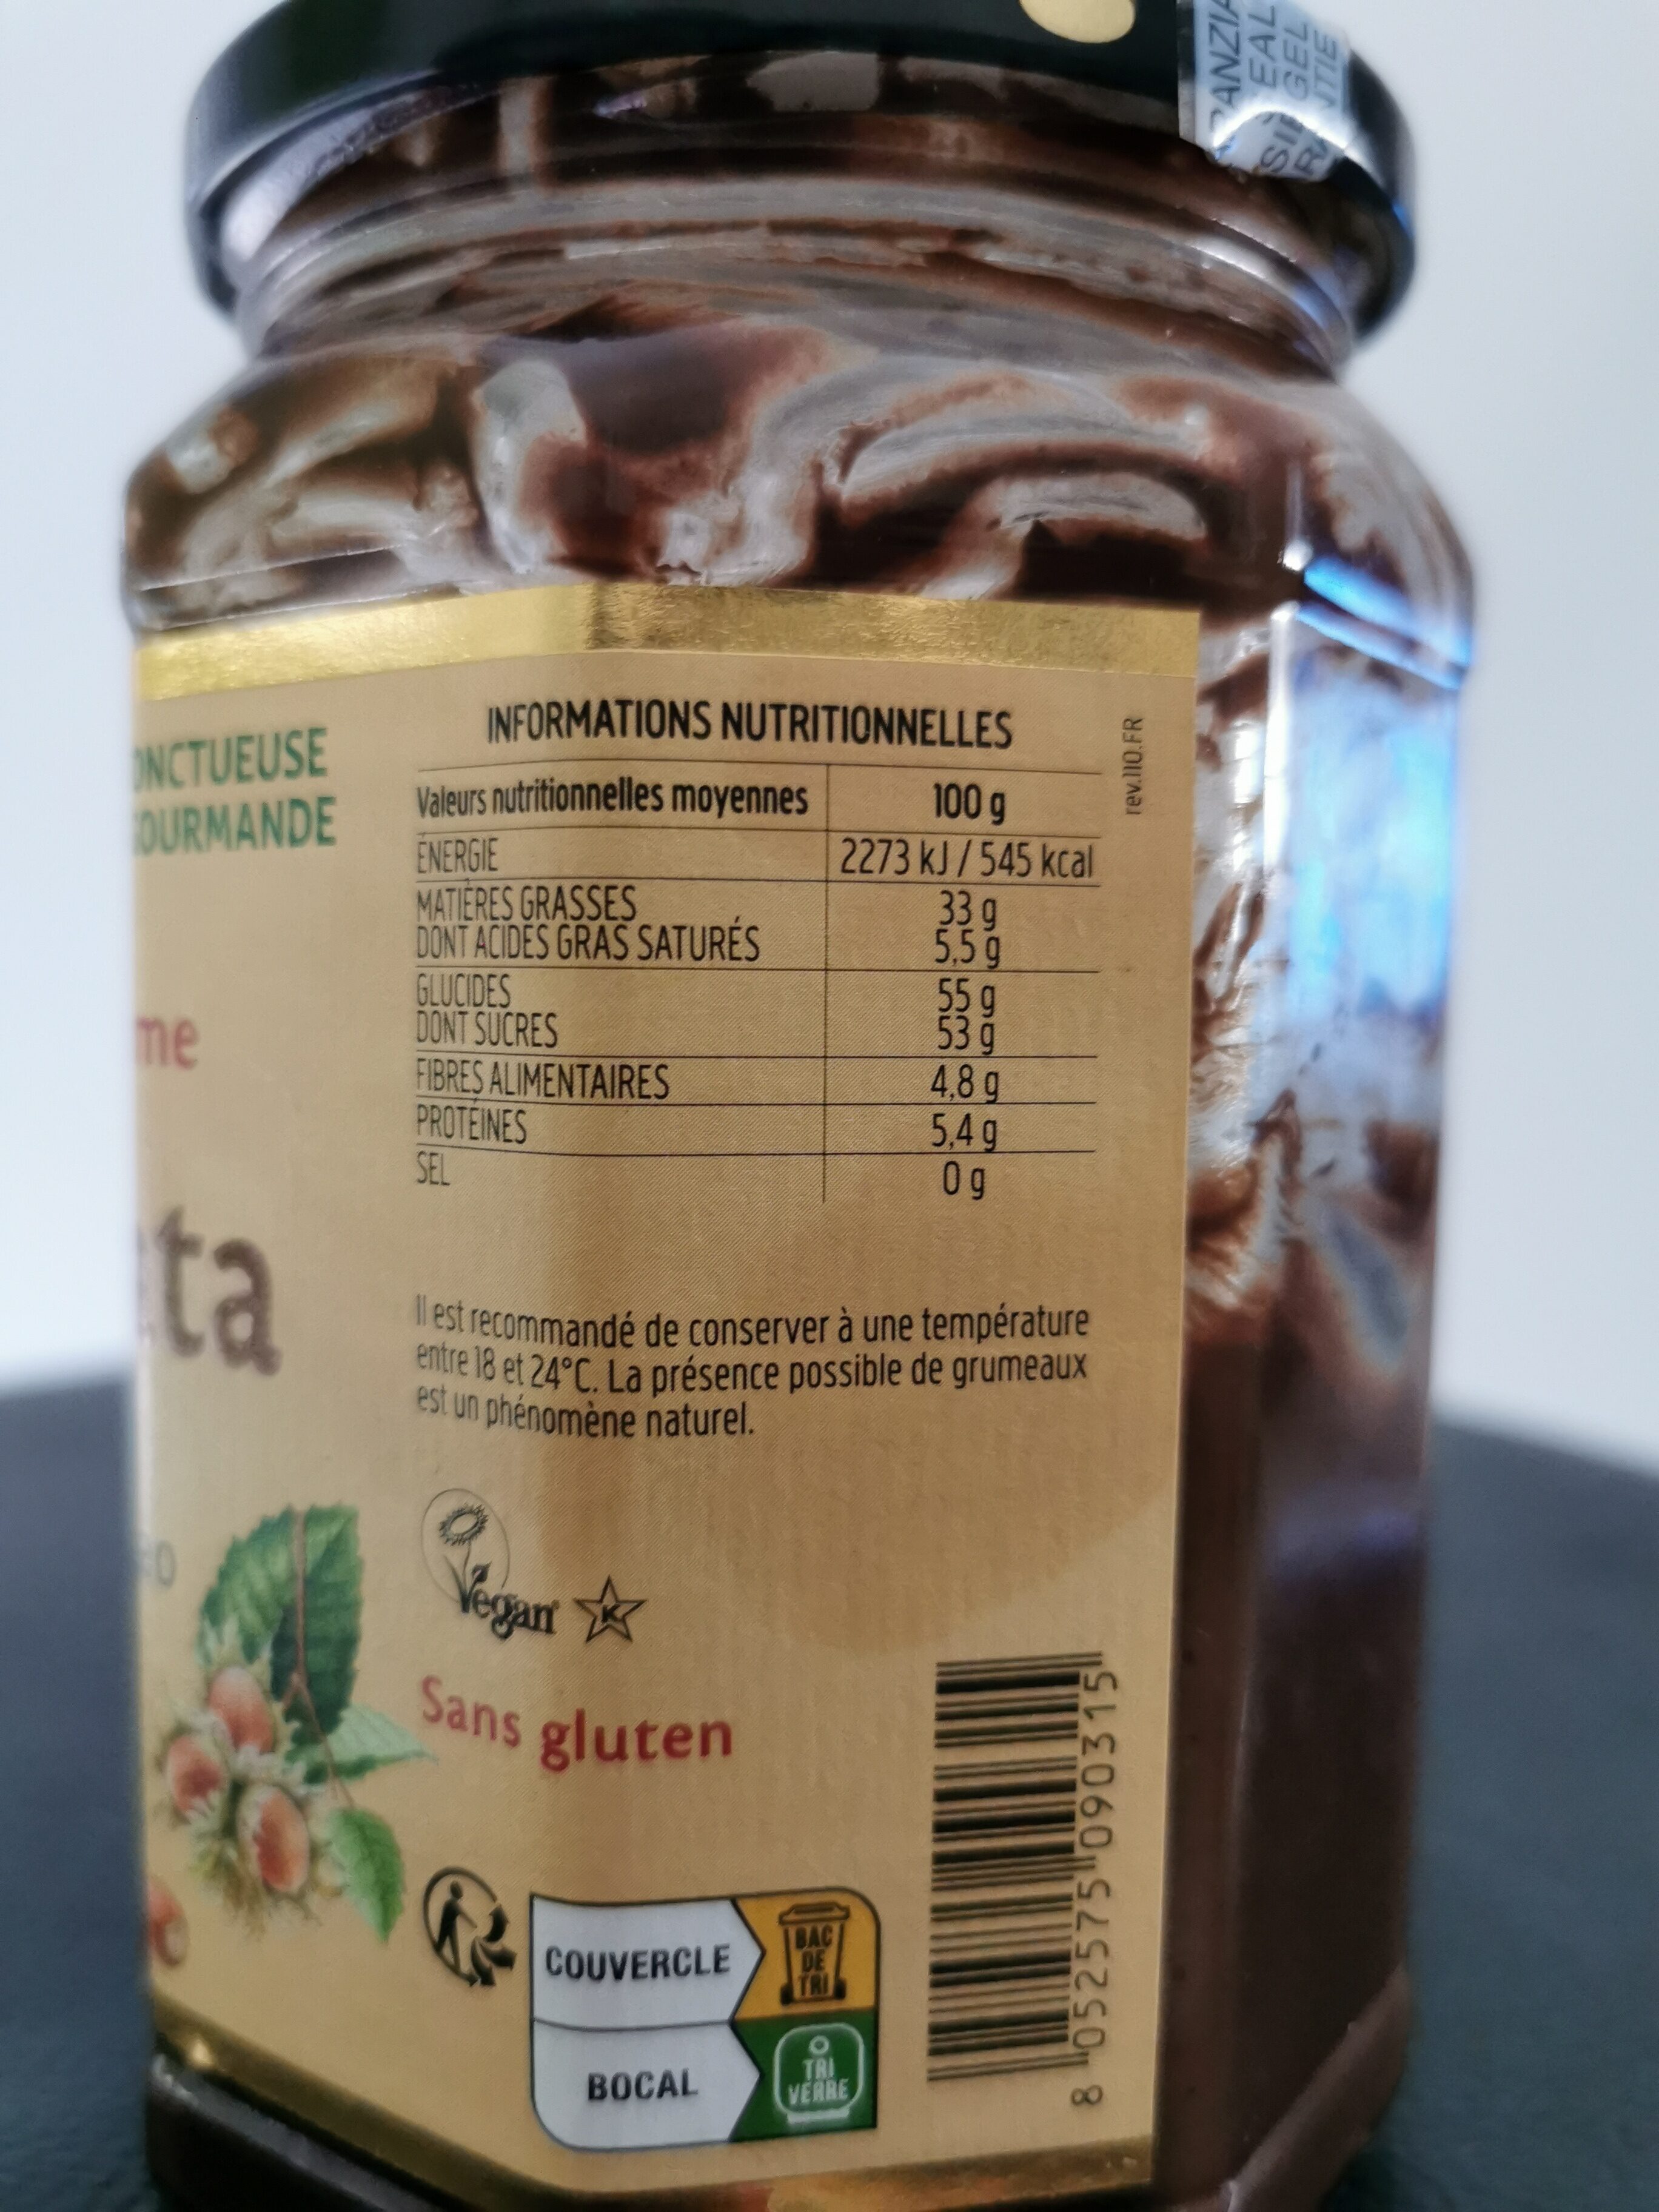 ONCTUEUSE
GOURMANDE
me
ta
INFORMATIONS NUTRITIONNELLES
Valeurs nutritionnelles moyennes 100 g
ÉNERGIE 2273 kJ / 545 kcal
MATIÈRES GRASSES 33 g
DONT ACIDES GRAS SATURÉS 5,5 g
GLUCIDES 55 g
DONT SUCRES 53 g
FIBRES ALIMENTAIRES 4,8 g
PROTÉINES 5,4 g
SEL 0 g
rev.110.FR
Il est recommandé de conserver à une température
entre 18 et 24°C. La présence possible de grumeaux
est un phénomène naturel.
Vegan
K
Sans gluten
COUVERCLE
BAC
DE
TRI
BOCAL
TRI
VERRE
8 052575 090315